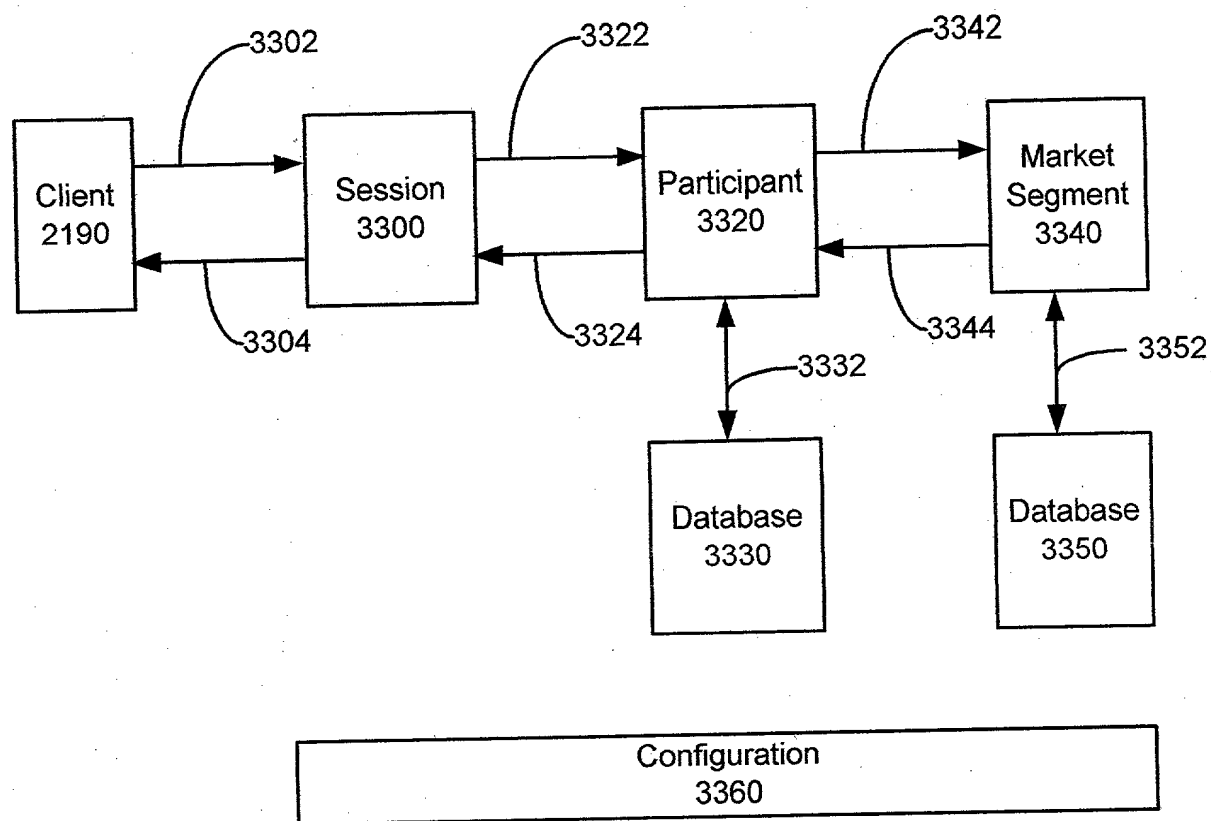 3302
3322
3342
Client
2190
Session
3300
Participant
3320
Market
Segment
3340
3304
3324
3344
3332
3352
Database
3330
Database
3350
Configuration
3360